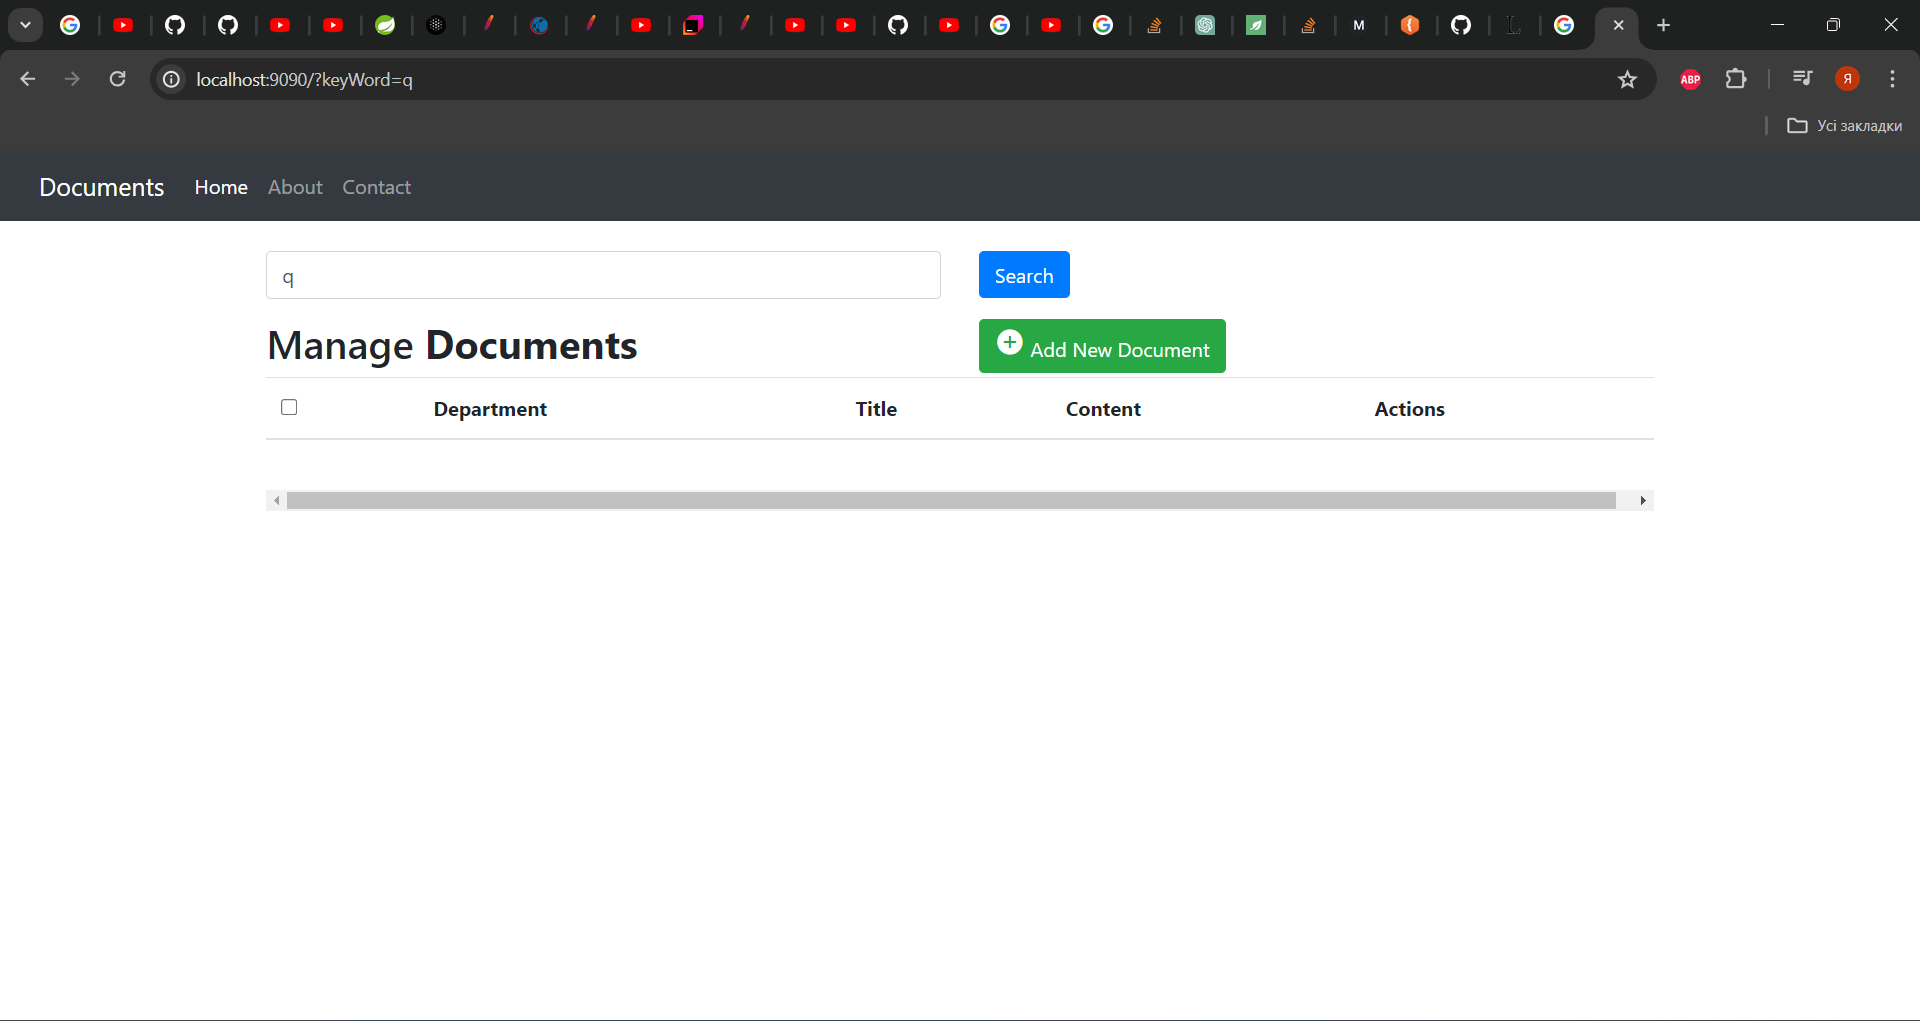 M
localhost:9090/?keyWord=q
ABP
Я
Усі закладки
Documents Home About Contact
q
Search
Manage Documents
Add New Document
Department Title Content Actions